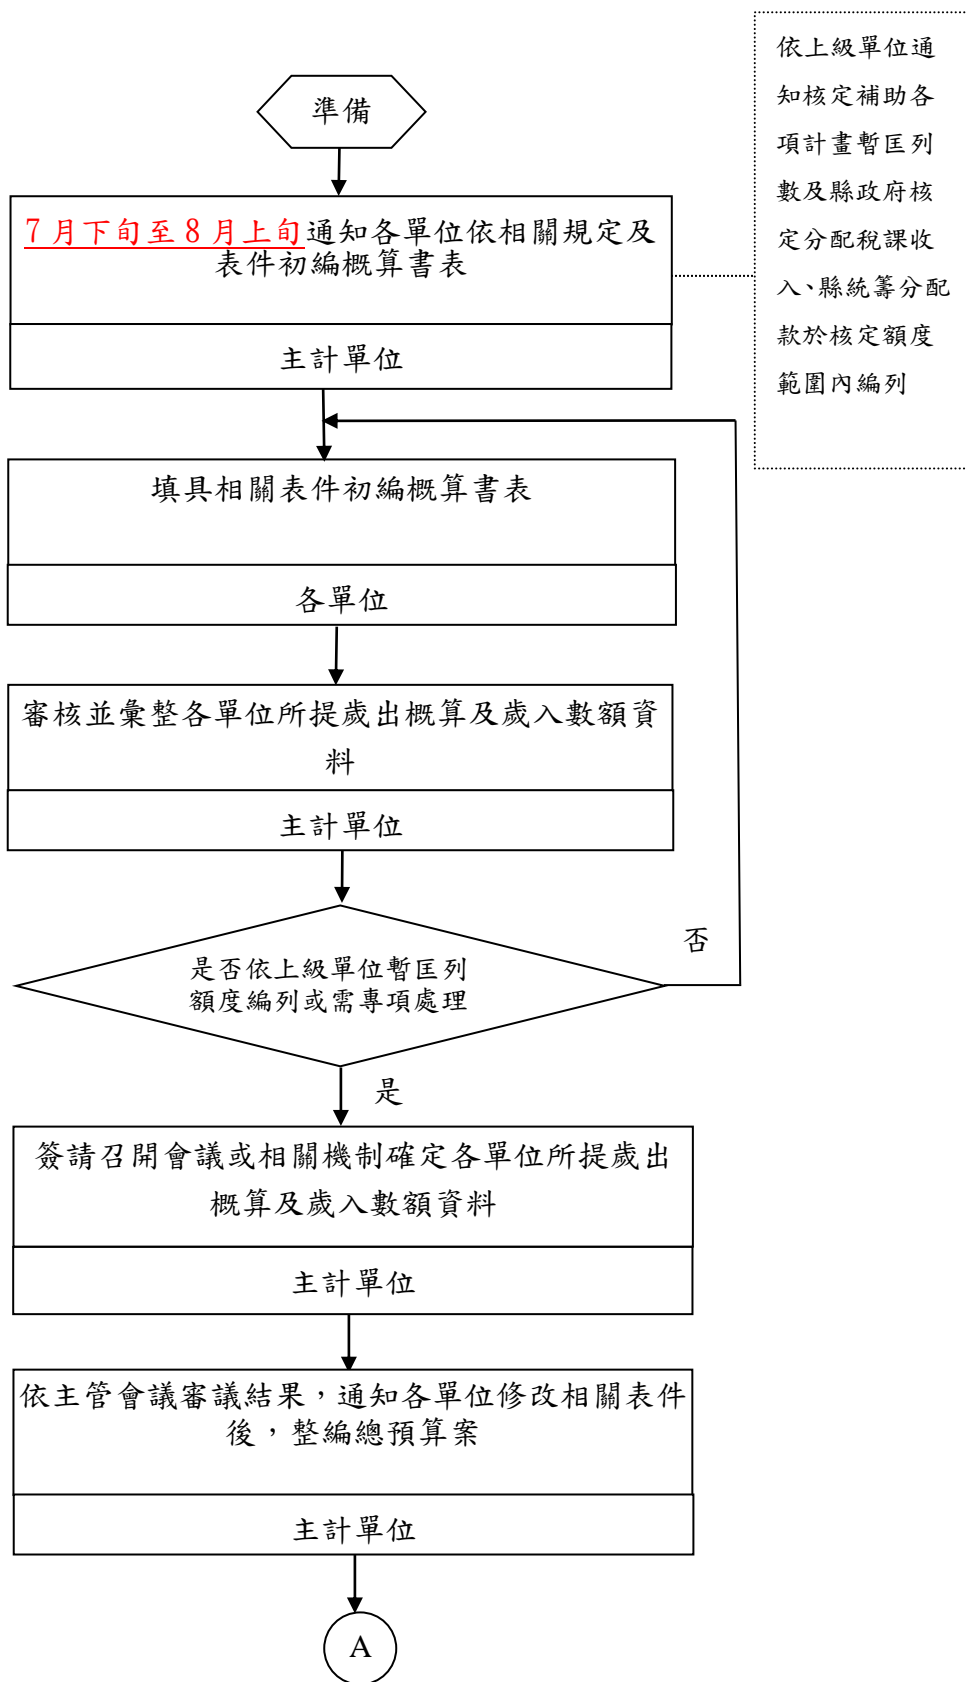 準備
7 月下旬至 8 月上旬通知各單位依相關規定及
表件初編概算書表
主計單位
依上級單位通
知核定補助各
項計畫暫匡列
數及縣政府核
定分配稅課收
入、縣統籌分配
款於核定額度
範圍內編列
填具相關表件初編概算書表
各單位
審核並彙整各單位所提歲出概算及歲入數額資
料
主計單位
是否依上級單位暫匡列
額度編列或需專項處理
否
是
簽請召開會議或相關機制確定各單位所提歲出
概算及歲入數額資料
主計單位
依主管會議審議結果，通知各單位修改相關表件
後，整編總預算案
主計單位
A